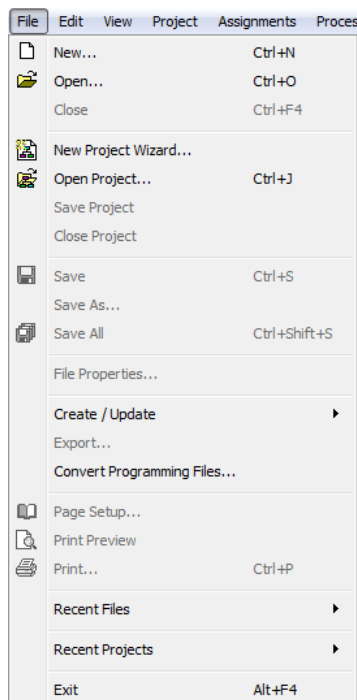 File Edit View Project Assignments Proces
New... Ctrl+N
Open... Ctrl+O
Close Ctrl+F4
New Project Wizard...
Open Project... Ctrl+J
Save Project
Close Project
Save Ctrl+S
Save As...
Save All Ctrl+Shift+S
File Properties...
Create / Update
Export...
Convert Programming Files...
Page Setup...
Print Preview
Print... Ctrl+P
Recent Files
Recent Projects
Exit Alt+F4